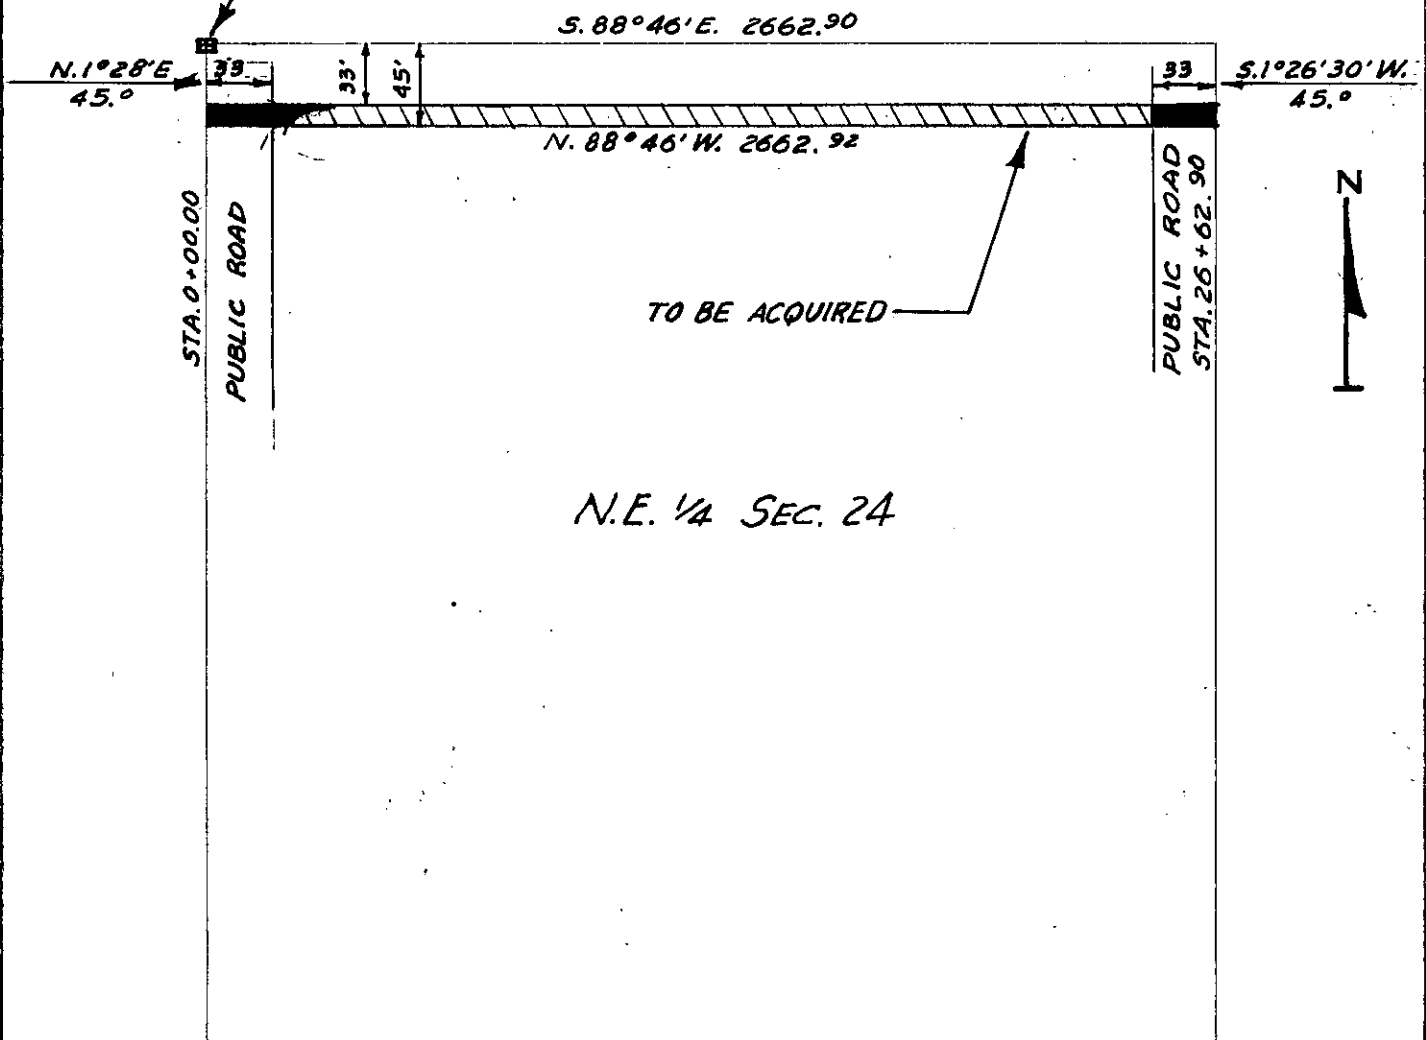 S. 88°46' E. 2662.90
N. 1°28' E
45.0
33
33'
45'
33
S. 1°26'30" W.
45.0
N. 88°46' W. 2662.92
STA. 0+00.00
PUBLIC ROAD
PUBLIC ROAD
STA. 26+62.90
N
TO BE ACQUIRED
N.E. 1/4 SEC. 24